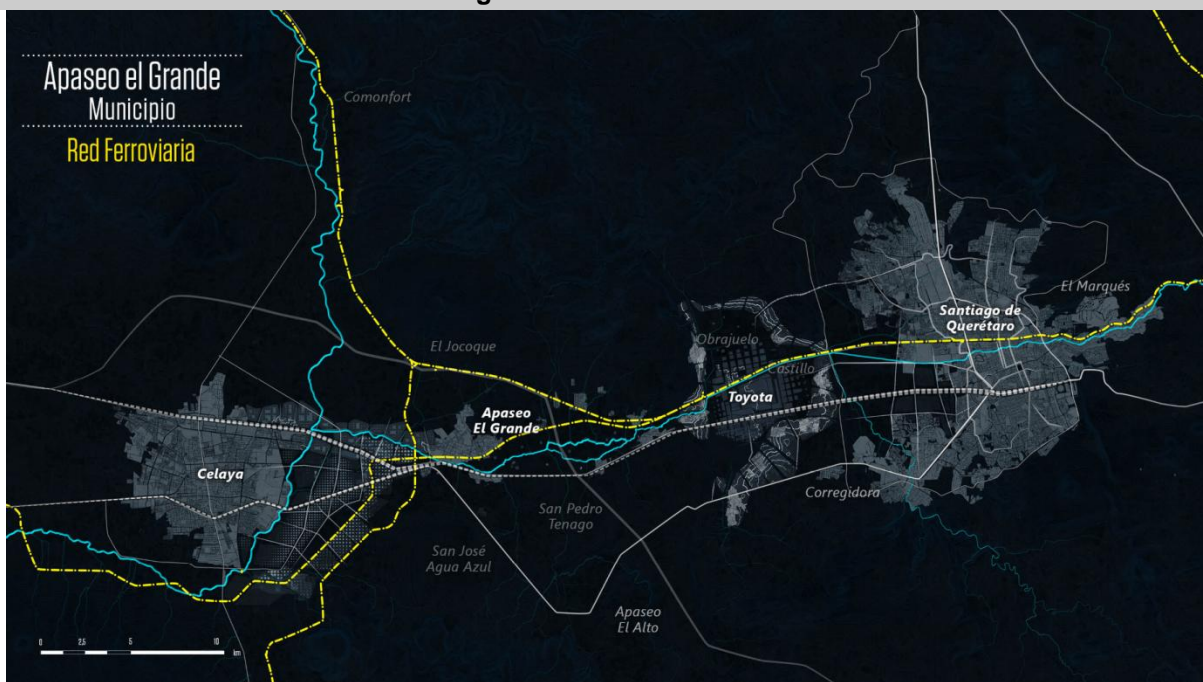 Apaseo el Grande
Municipio
Red Ferroviaria
Comonfort
El Jocoque
Apaseo
El Grande
Celaya
San José
Agua Azul
San Pedro
Tenago
Apaseo
El Alto
Obrajuelo
Castillo
Toyota
Corregidora
Santiago de
Querétaro
El Marqués
0 2.5 5 10
km